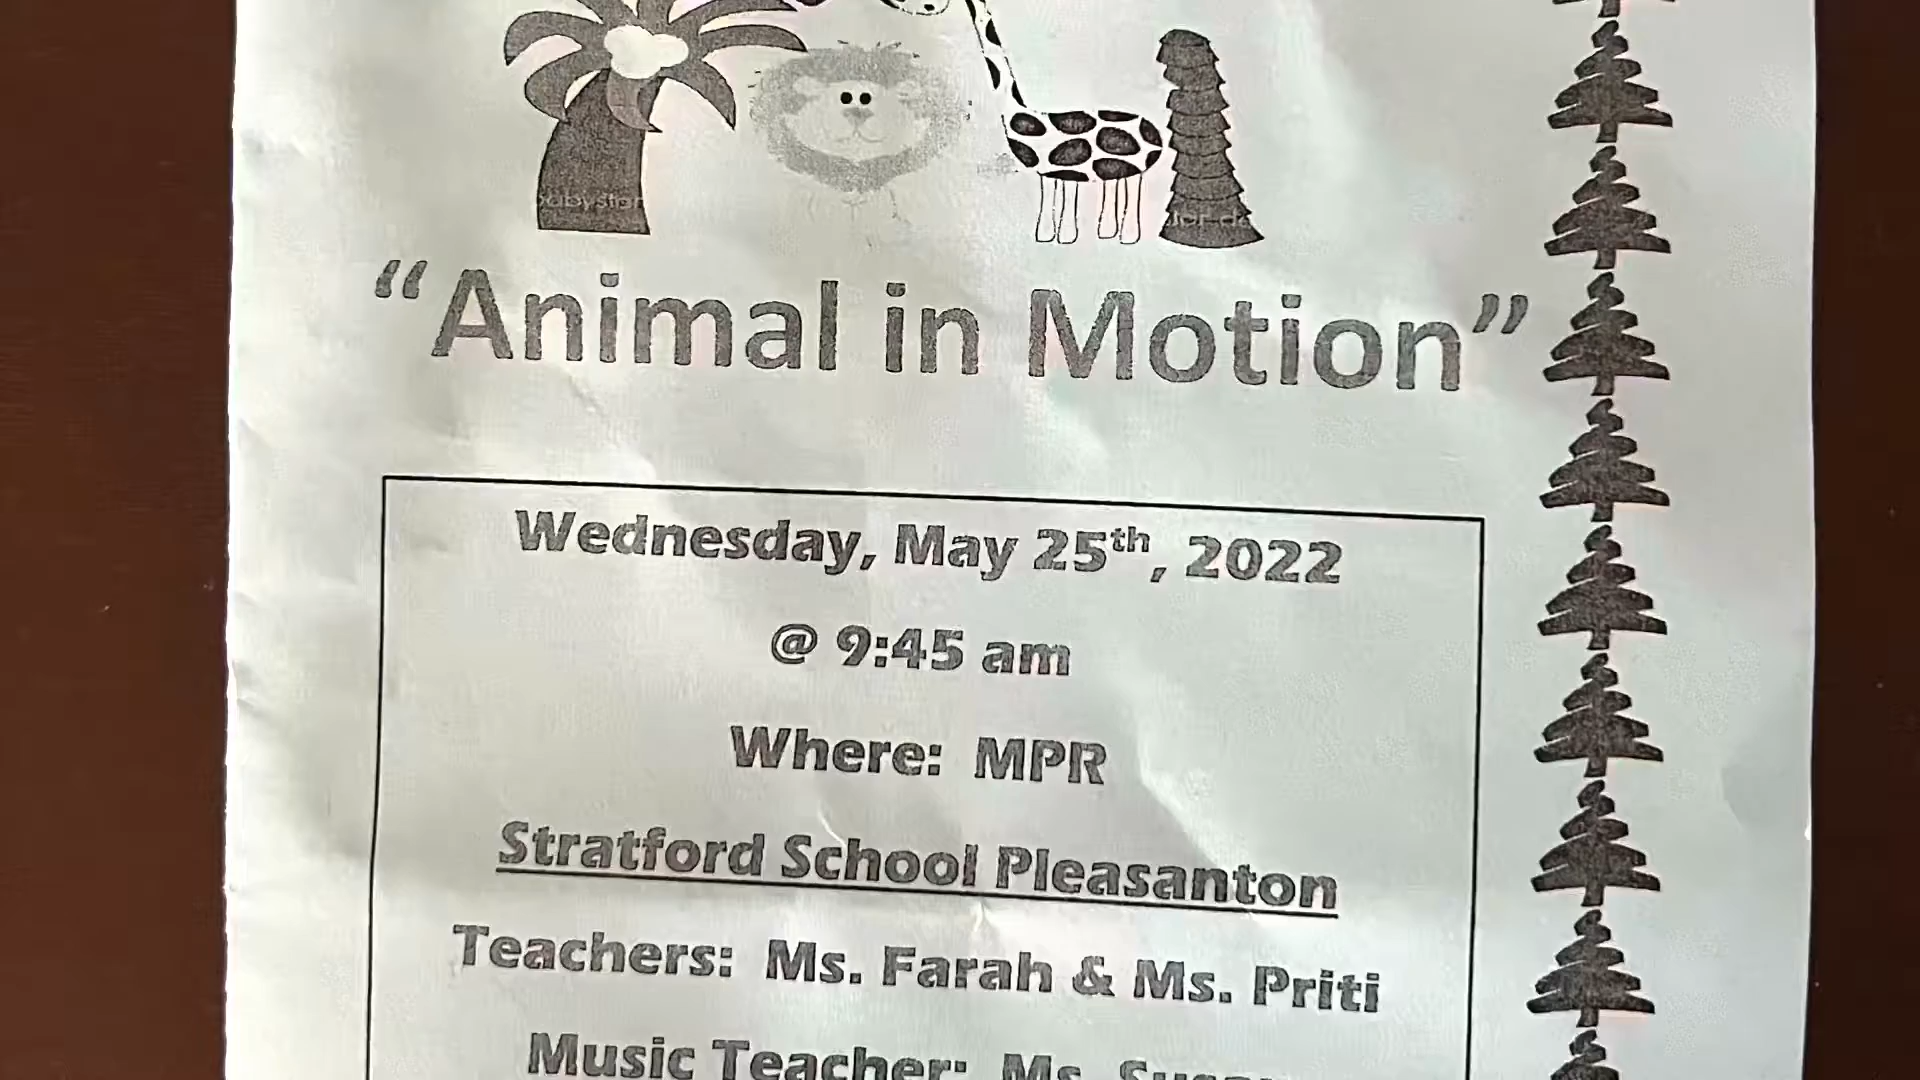 “Animal in Motion”
Wednesday, May 25th, 2022
@ 9:45 am
Where: MPR
Stratford School Pleasanton
Teachers: Ms. Farah & Ms. Priti
Music Teacher: Ms.